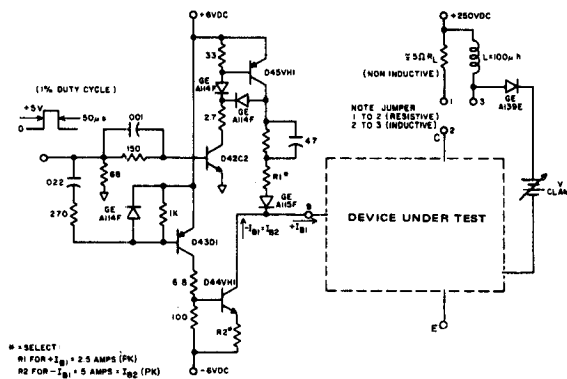 +6VDC
+250VDC
33
D45VH1
≅ 5Ω RL
L=100μh
(NON INDUCTIVE)
GE
A114F
GE
A114F
(1% DUTY CYCLE)
+5V
0
50μs
.001
2.7
150
D42C2
68
.47
R1*
GE
A139E
1
3
NOTE JUMPER
1 TO 2 (RESISTIVE)
2 TO 3 (INDUCTIVE)
C
2
.022
270
GE
A114F
1K
GE
A115F
-IB1=IB2
+IB1
B
DEVICE UNDER TEST
V
CLAM
D43D1
6.8
D44VH1
100
R2*
E
-6VDC
* = SELECT:
R1 FOR +IB1 = 2.5 AMPS (PK)
R2 FOR -IB1 = 5 AMPS = IB2 (PK)